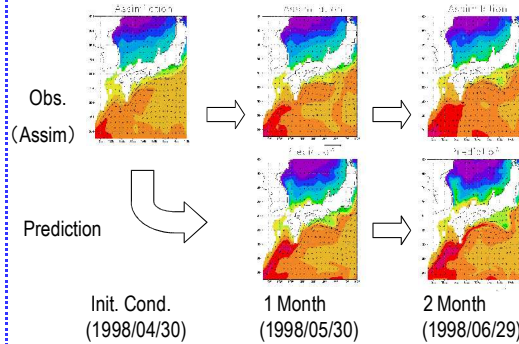 Assimilation
Assimilation
Assimilation
Obs.
(Assim)
Prediction
Prediction
Prediction
Init. Cond.
1 Month
2 Month
(1998/04/30)
(1998/05/30)
(1998/06/29)